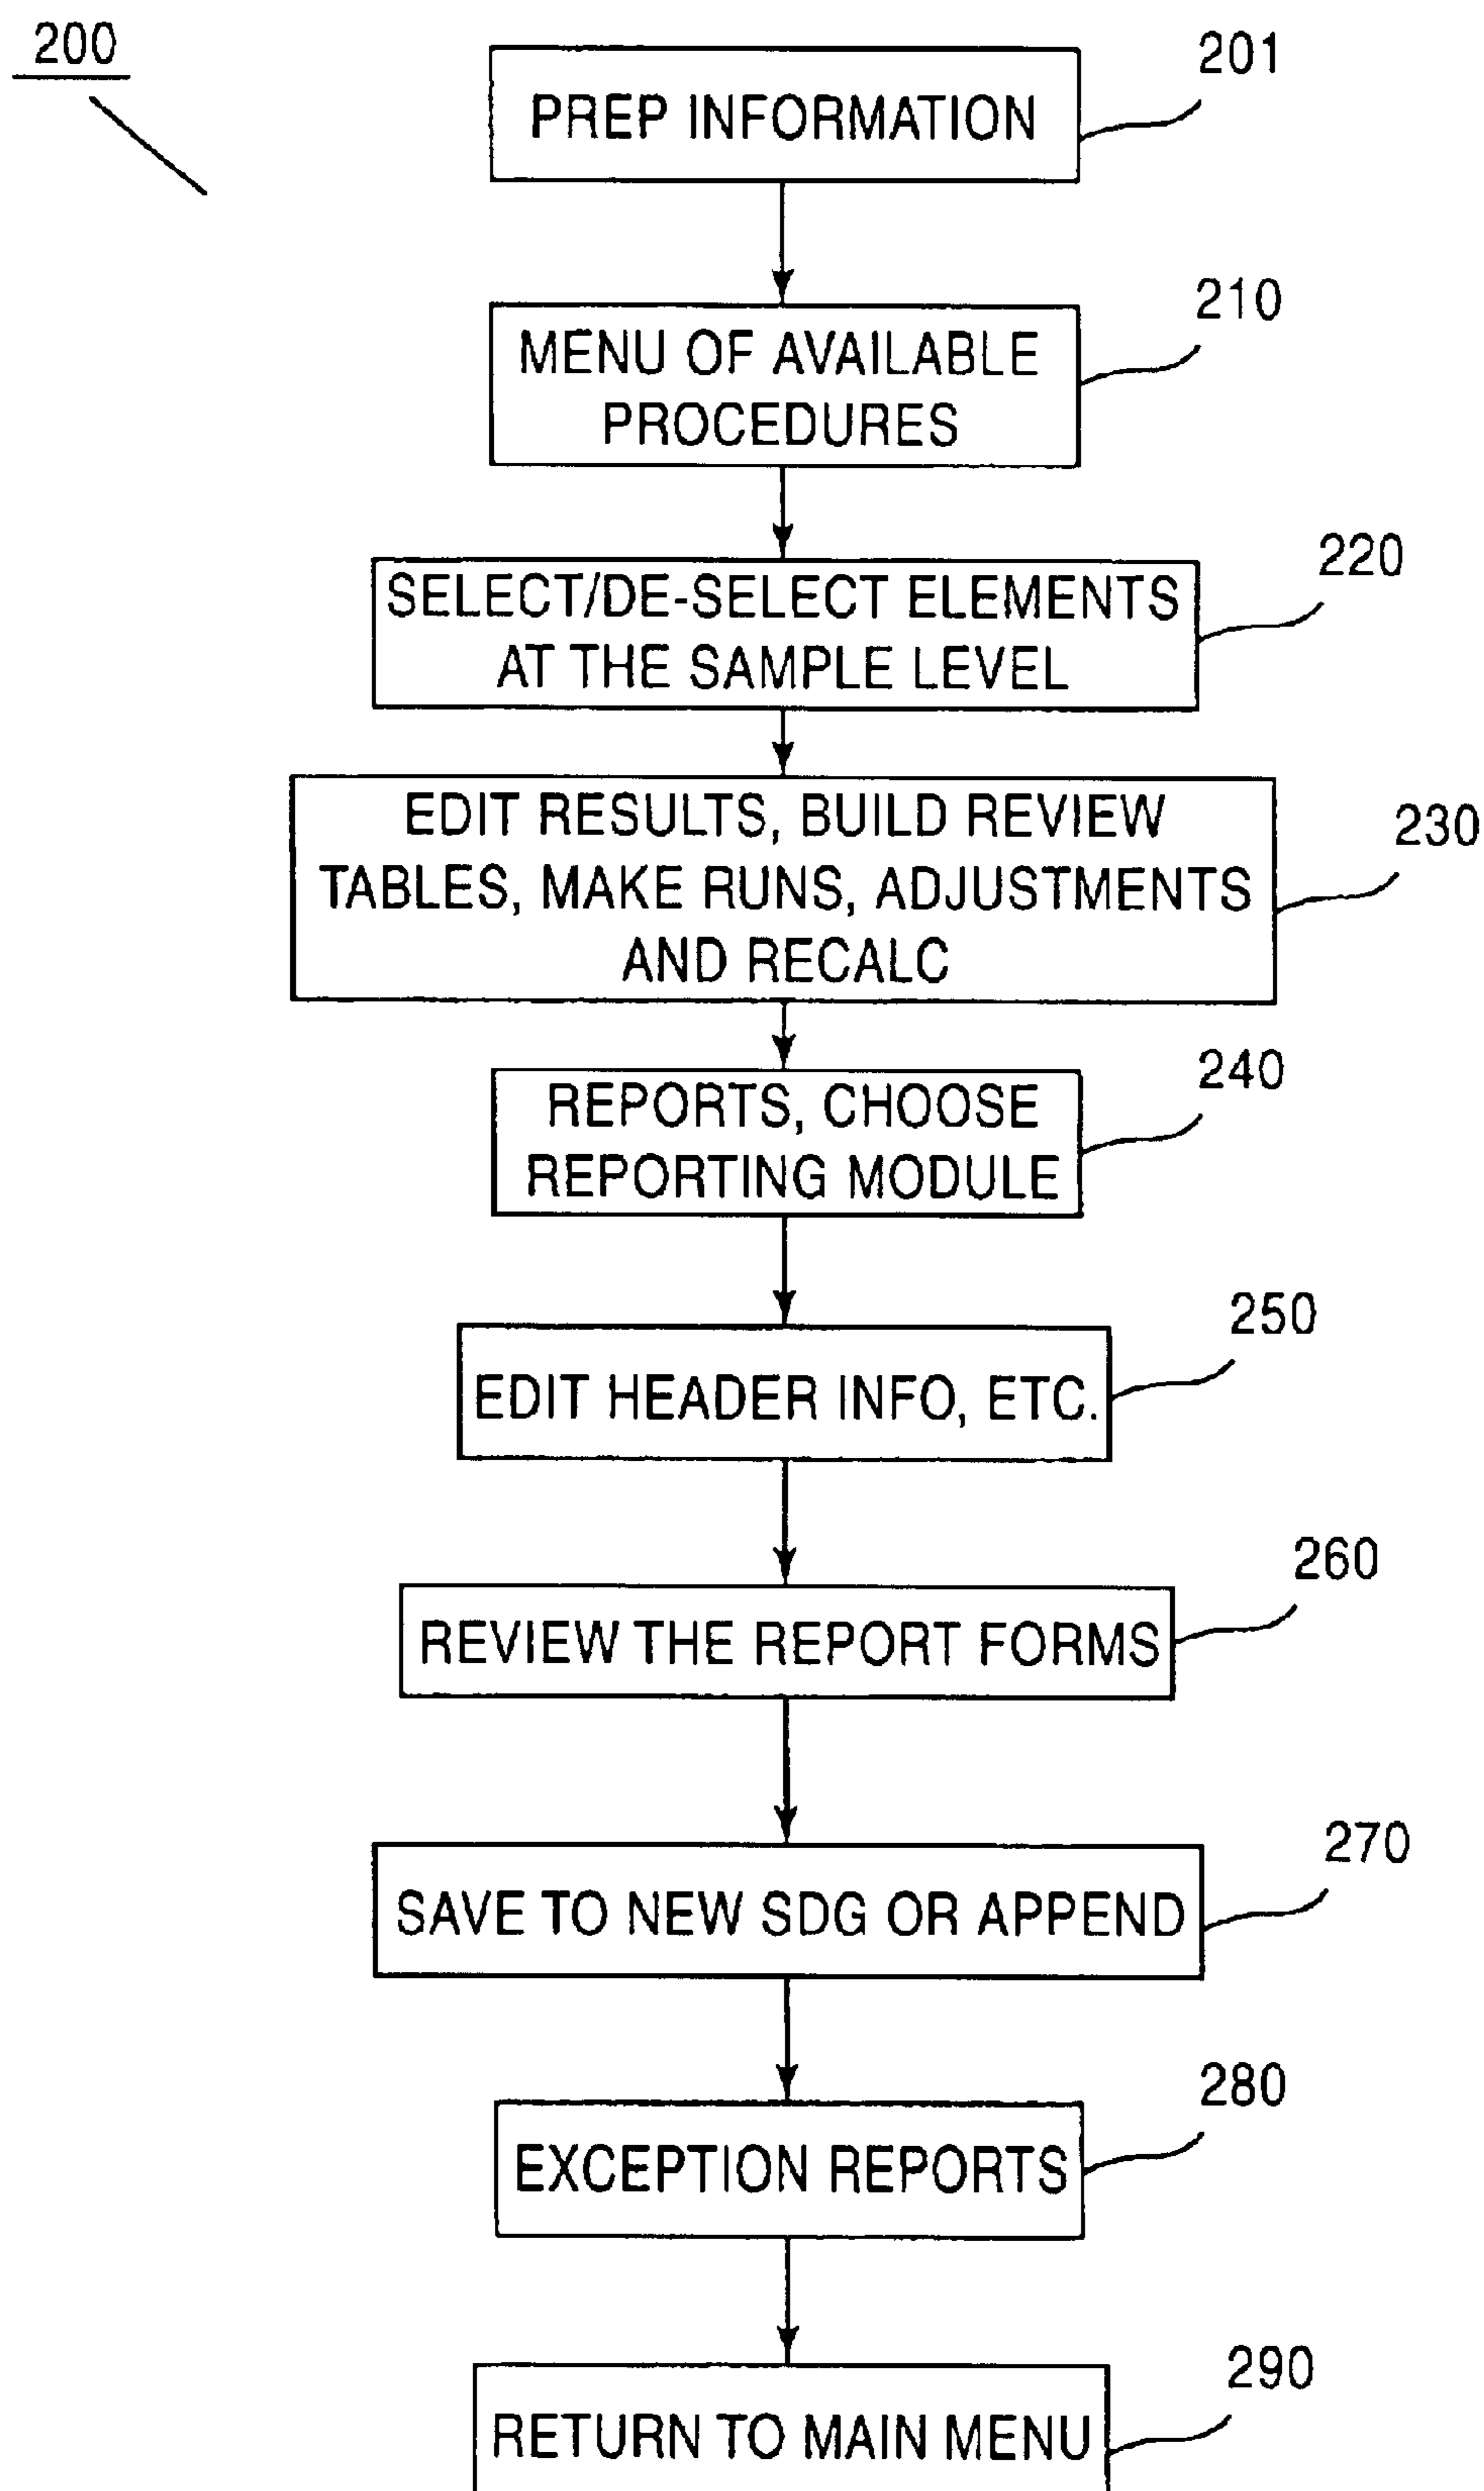 200
201
PREP INFORMATION
210
MENU OF AVAILABLE
PROCEDURES
220
SELECT/DE-SELECT ELEMENTS
AT THE SAMPLE LEVEL
230
EDIT RESULTS, BUILD REVIEW
TABLES, MAKE RUNS, ADJUSTMENTS
AND RECALC
240
REPORTS, CHOOSE
REPORTING MODULE
250
EDIT HEADER INFO, ETC.
260
REVIEW THE REPORT FORMS
270
SAVE TO NEW SDG OR APPEND
280
EXCEPTION REPORTS
290
RETURN TO MAIN MENU